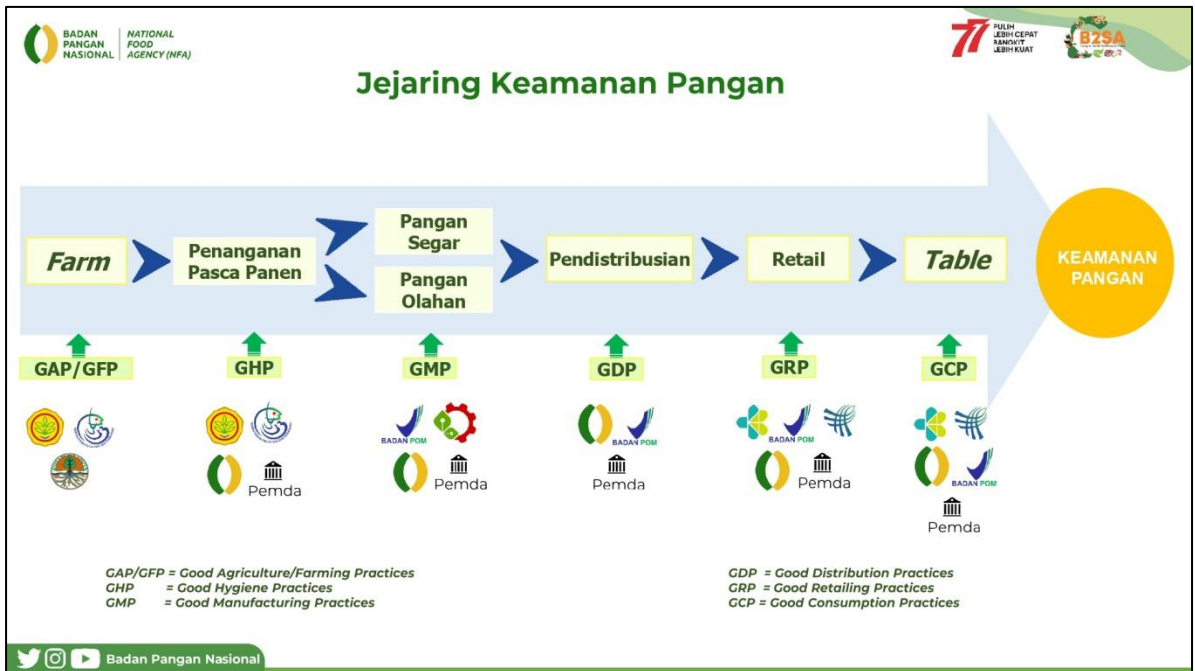 BADAN
PANGAN
NASIONAL
NATIONAL
FOOD
AGENCY (NFA)
77
PULIH
LEBIH CEPAT
BANGKIT
LEBIH KUAT
B2SA
Jejaring Keamanan Pangan
Farm
Penanganan
Pasca Panen
Pangan
Segar
Pangan
Olahan
Pendistribusian
Retail
Table
KEAMANAN
PANGAN
GAP/GFP
GHP
GMP
GDP
GRP
GCP
BADAN POM
BADAN POM
BADAN POM
Pemda
Pemda
Pemda
Pemda
BADAN POM
Pemda
GAP/GFP = Good Agriculture/Farming Practices
GHP = Good Hygiene Practices
GMP = Good Manufacturing Practices
GDP = Good Distribution Practices
GRP = Good Retailing Practices
GCP = Good Consumption Practices
Badan Pangan Nasional